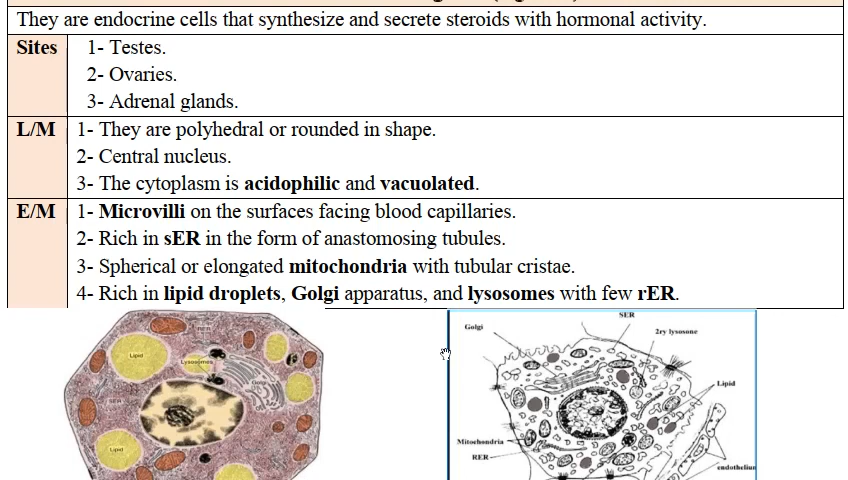 They are endocrine cells that synthesize and secrete steroids with hormonal activity.
Sites
1- Testes.
2- Ovaries.
3- Adrenal glands.
L/M
1- They are polyhedral or rounded in shape.
2- Central nucleus.
3- The cytoplasm is acidophilic and vacuolated.
E/M
1- Microvilli on the surfaces facing blood capillaries.
2- Rich in sER in the form of anastomosing tubules.
3- Spherical or elongated mitochondria with tubular cristae.
4- Rich in lipid droplets, Golgi apparatus, and lysosomes with few rER.
RER
Lipid
Lysosomes
Golgi
SER
Lipid
SER
Golgi
2ry lysosone
Lipid
Mitochondria
RER
endothelium